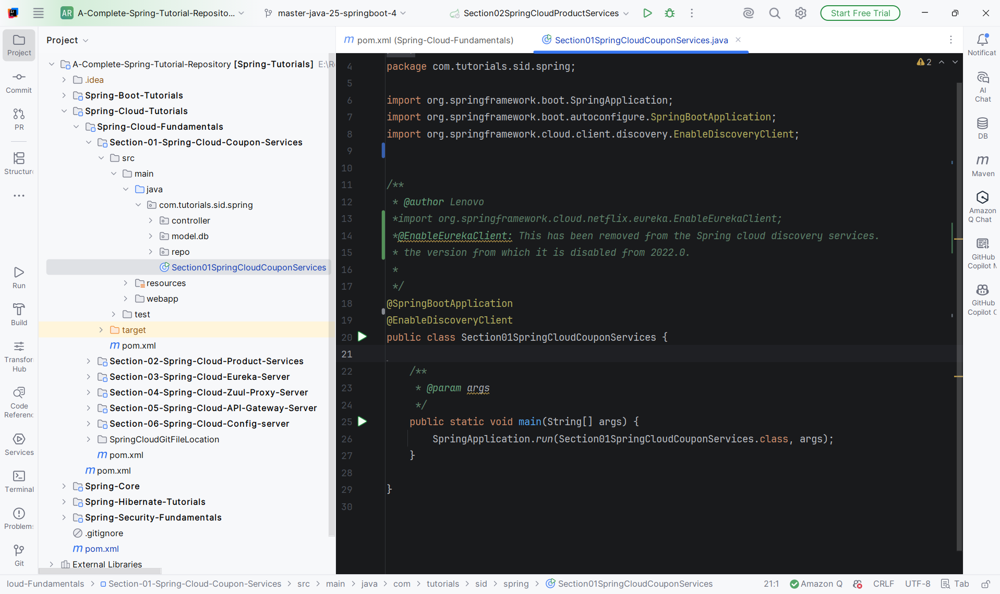 AR A-Complete-Spring-Tutorial-Reposito... master-java-25-springboot-4 Section02SpringCloudProductServices Start Free Trial
Project
Commit
PR
Structure
Run
Build
Transfor
Hub
Code
Referenc
Services
Terminal
Problems
Git
Project
A-Complete-Spring-Tutorial-Repository [Spring-Tutorials] E:\R
.idea
Spring-Boot-Tutorials
Spring-Cloud-Tutorials
Spring-Cloud-Fundamentals
Section-01-Spring-Cloud-Coupon-Services
src
main
java
com.tutorials.sid.spring
controller
model.db
repo
Section01SpringCloudCouponServices
resources
webapp
test
target
m pom.xml
Section-02-Spring-Cloud-Product-Services
Section-03-Spring-Cloud-Eureka-Server
Section-04-Spring-Cloud-Zuul-Proxy-Server
Section-05-Spring-Cloud-API-Gateway-Server
Section-06-Spring-Cloud-Config-server
SpringCloudGitFileLocation
m pom.xml
m pom.xml
Spring-Core
Spring-Hibernate-Tutorials
Spring-Security-Fundamentals
.gitignore
m pom.xml
External Libraries
m pom.xml (Spring-Cloud-Fundamentals) Section01SpringCloudCouponServices.java
2
4 package com.tutorials.sid.spring;
5
6 import org.springframework.boot.SpringApplication;
7 import org.springframework.boot.autoconfigure.SpringBootApplication;
8 import org.springframework.cloud.client.discovery.EnableDiscoveryClient;
9
10
11 /**
12 * @author Lenovo
13 *import org.springframework.cloud.netflix.eureka.EnableEurekaClient;
14 *@EnableEurekaClient: This has been removed from the Spring cloud discovery services.
15 * the version from which it is disabled from 2022.0.
16 *
17 */
18 @SpringBootApplication
19 @EnableDiscoveryClient
20 public class Section01SpringCloudCouponServices {
21
22 /**
23 * @param args
24 */
25 public static void main(String[] args) {
26 SpringApplication.run(Section01SpringCloudCouponServices.class, args);
27 }
28
29 }
30
Notificat
AI
Chat
DB
m
Maven
Amazon
Q Chat
GitHub
Copilot M
GitHub
Copilot C
loud-Fundamentals > Section-01-Spring-Cloud-Coupon-Services > src > main > java > com > tutorials > sid > spring > Section01SpringCloudCouponServices 21:1 Amazon Q CRLF UTF-8 Tab